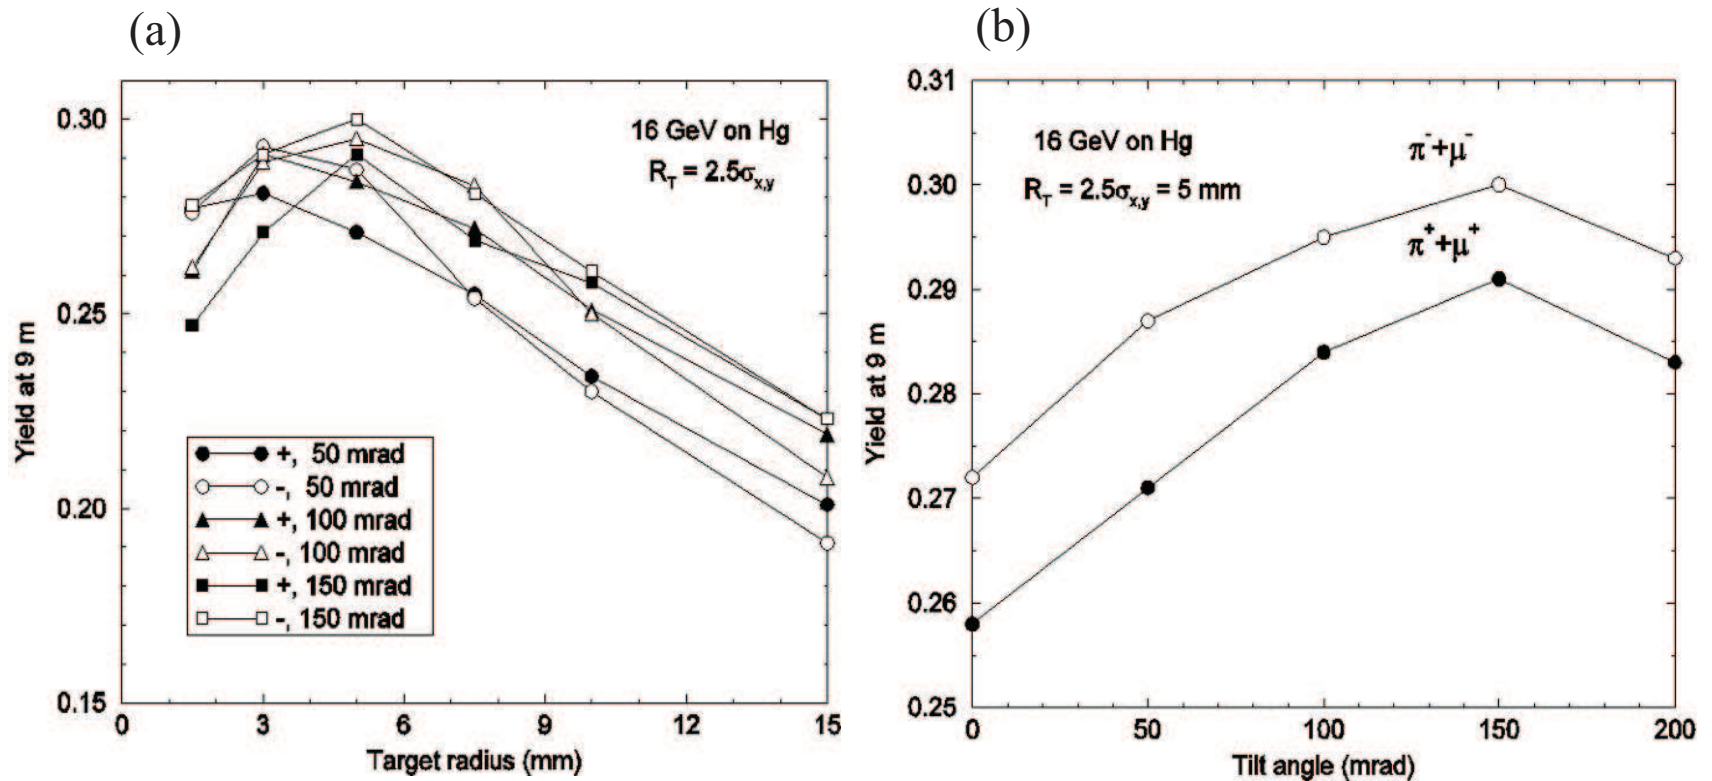 (a)
0.30
0.25
0.20
0.15
0
3
6
9
12
15
Yield at 9 m
Target radius (mm)
16 GeV on Hg
R_T = 2.5σ_x,y
+, 50 mrad
-, 50 mrad
+, 100 mrad
-, 100 mrad
+, 150 mrad
-, 150 mrad
(b)
0.31
0.30
0.29
0.28
0.27
0.26
0.25
0
50
100
150
200
Yield at 9 m
Tilt angle (mrad)
16 GeV on Hg
R_T = 2.5σ_x,y = 5 mm
π⁻+μ⁻
π⁺+μ⁺